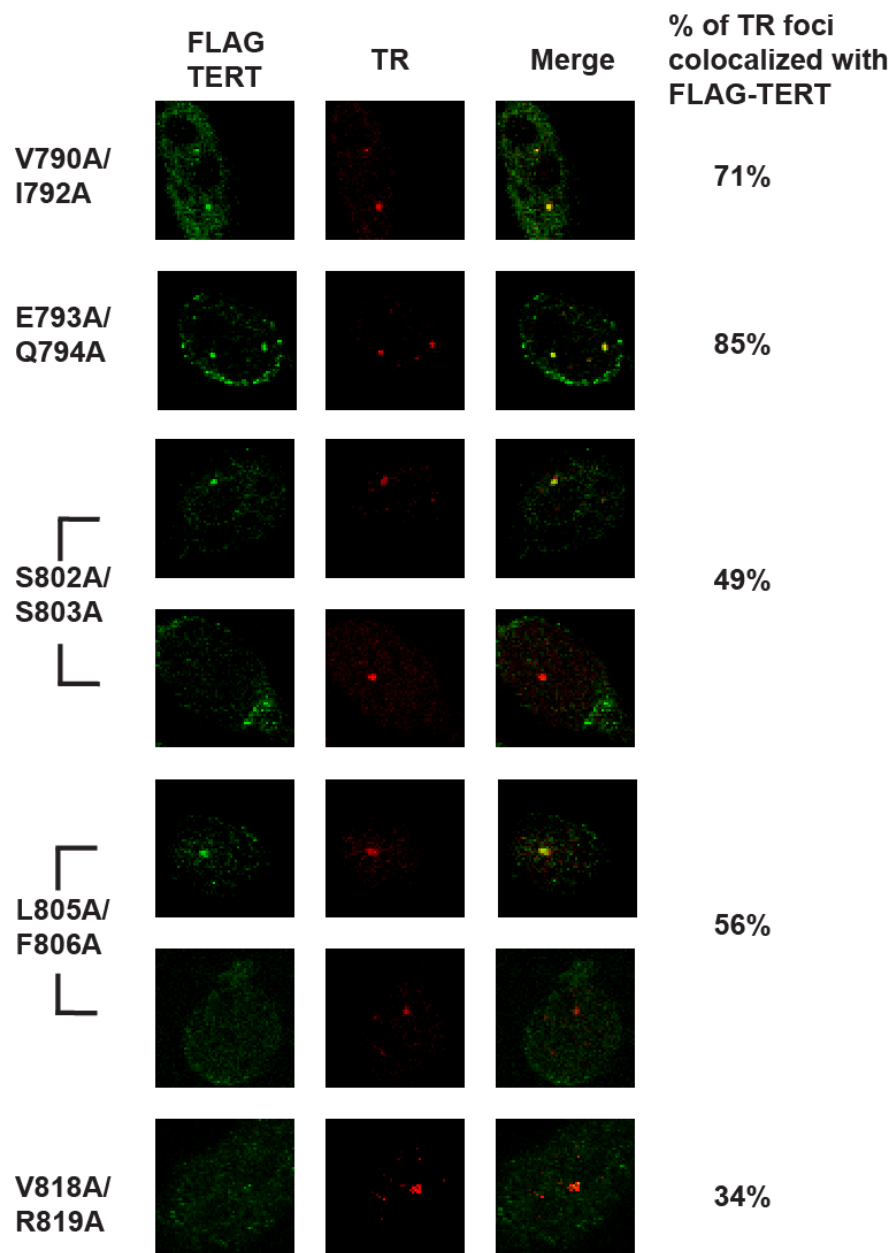 FLAG
TERT
TR
Merge
% of TR foci
colocalized with
FLAG-TERT
V790A/
I792A
71%
E793A/
Q794A
85%
S802A/
S803A
49%
L805A/
F806A
56%
V818A/
R819A
34%